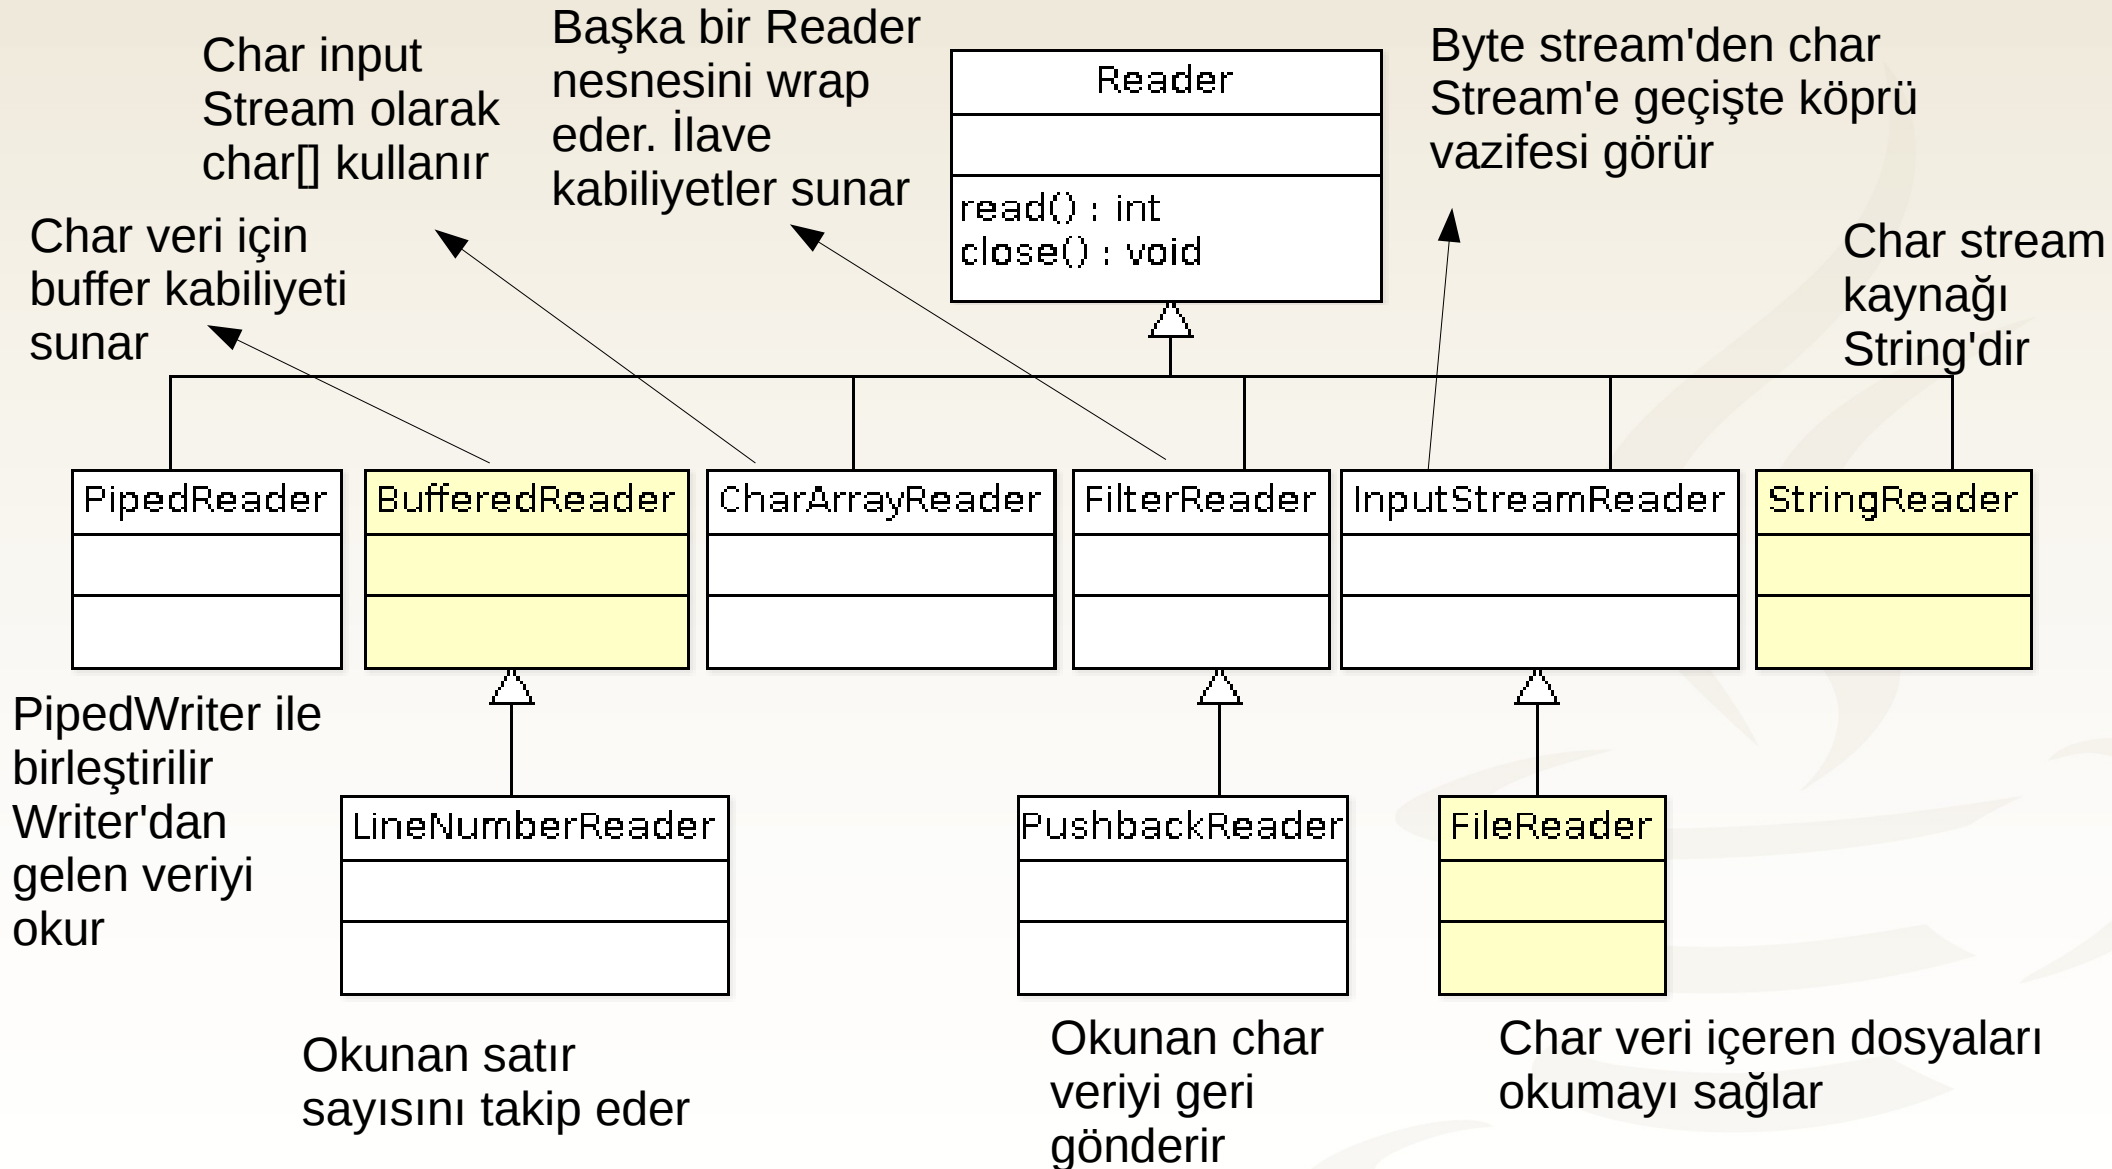 Char input
Stream olarak
char[] kullanır
Başka bir Reader
nesnesini wrap
eder. İlave
kabiliyetler sunar
Reader
read() : int
close() : void
Byte stream'den char
Stream'e geçişte köprü
vazifesi görür
Char veri için
buffer kabiliyeti
sunar
Char stream
kaynağı
String'dir
PipedReader
BufferedReader
CharArrayReader
FilterReader
InputStreamReader
StringReader
PipedWriter ile
birleştirilir
Writer'dan
gelen veriyi
okur
LineNumberReader
PushbackReader
FileReader
Okunan satır
sayısını takip eder
Okunan char
veriyi geri
gönderir
Char veri içeren dosyaları
okumayı sağlar